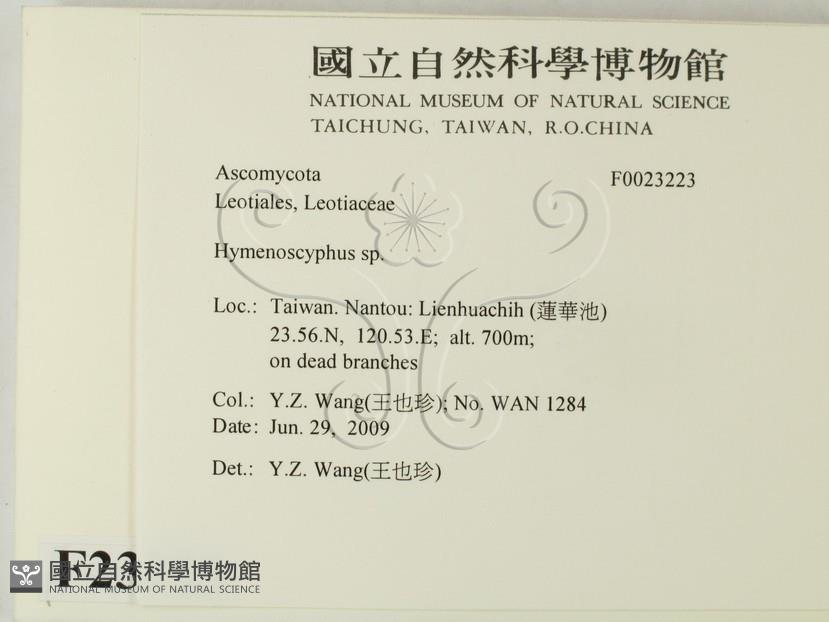 國立自然科學博物館
NATIONAL MUSEUM OF NATURAL SCIENCE
TAICHUNG, TAIWAN, R.O.CHINA
Ascomycota F0023223
Leotiales, Leotiaceae
Hymenoscyphus sp.
Loc.: Taiwan. Nantou: Lienhuachih (蓮華池)
23.56.N, 120.53.E; alt. 700m;
on dead branches
Col.: Y.Z. Wang(王也珍); No. WAN 1284
Date: Jun. 29, 2009
Det.: Y.Z. Wang(王也珍)
F23
國立自然科學博物館
NATIONAL MUSEUM OF NATURAL SCIENCE